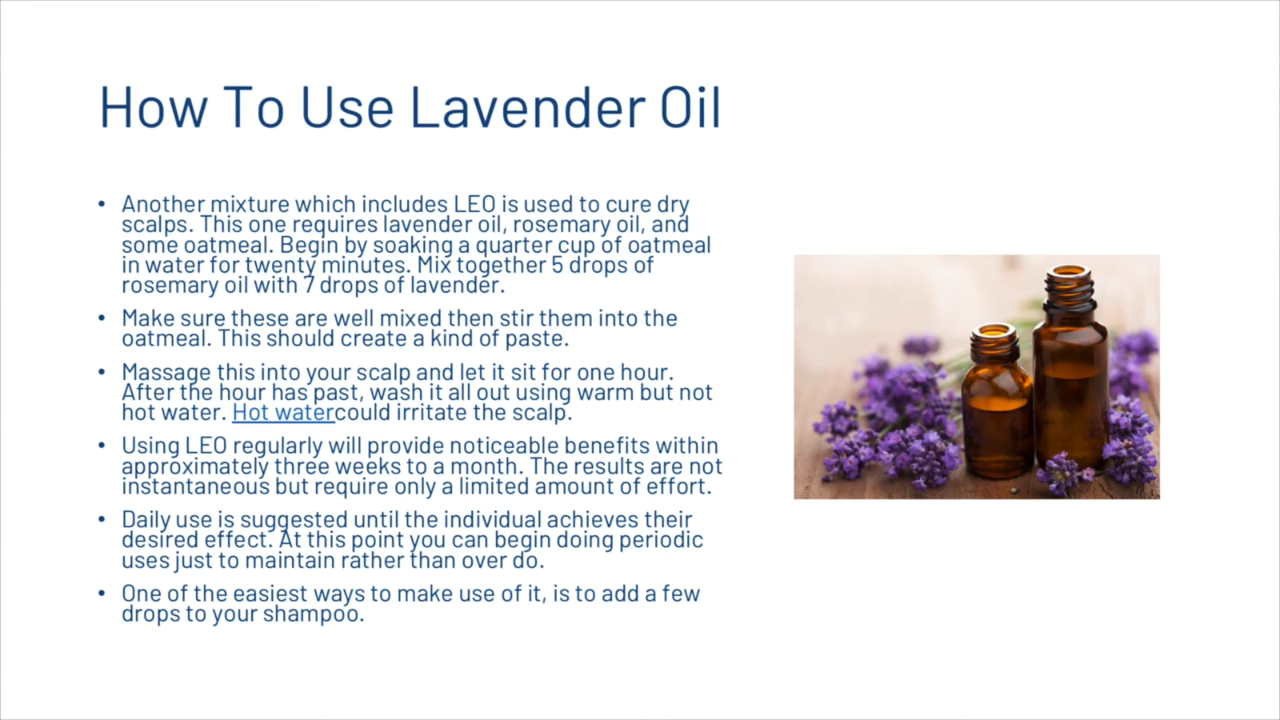 How To Use Lavender Oil
• Another mixture which includes LEO is used to cure dry
scalps. This one requires lavender oil, rosemary oil, and
some oatmeal. Begin by soaking a quarter cup of oatmeal
in water for twenty minutes. Mix together 5 drops of
rosemary oil with 7 drops of lavender.
• Make sure these are well mixed then stir them into the
oatmeal. This should create a kind of paste.
• Massage this into your scalp and let it sit for one hour.
After the hour has past, wash it all out using warm but not
hot water. Hot watercould irritate the scalp.
• Using LEO regularly will provide noticeable benefits within
approximately three weeks to a month. The results are not
instantaneous but require only a limited amount of effort.
• Daily use is suggested until the individual achieves their
desired effect. At this point you can begin doing periodic
uses just to maintain rather than over do.
• One of the easiest ways to make use of it, is to add a few
drops to your shampoo.